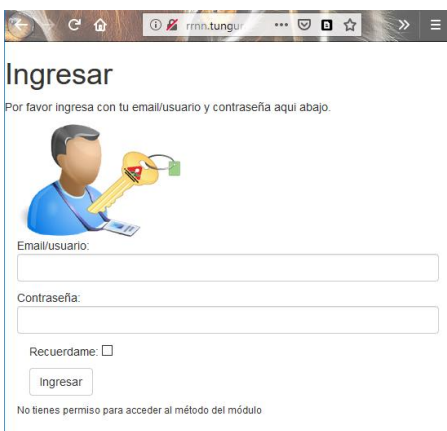 rrnn.tungur
Ingresar
Por favor ingresa con tu email/usuario y contraseña aquí abajo.
Email/usuario:
Contraseña:
Recuerdame:
Ingresar
No tienes permiso para acceder al método del módulo